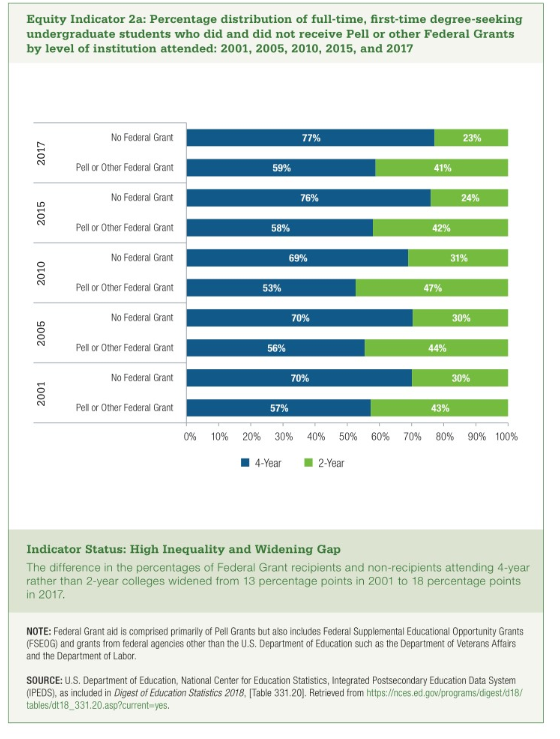 Equity Indicator 2a: Percentage distribution of full-time, first-time degree-seeking
undergraduate students who did and did not receive Pell or other Federal Grants
by level of institution attended: 2001, 2005, 2010, 2015, and 2017
2017
No Federal Grant 77% 23%
Pell or Other Federal Grant 59% 41%
2015
No Federal Grant 76% 24%
Pell or Other Federal Grant 58% 42%
2010
No Federal Grant 69% 31%
Pell or Other Federal Grant 53% 47%
2005
No Federal Grant 70% 30%
Pell or Other Federal Grant 56% 44%
2001
No Federal Grant 70% 30%
Pell or Other Federal Grant 57% 43%
0% 10% 20% 30% 40% 50% 60% 70% 80% 90% 100%
4-Year 2-Year
Indicator Status: High Inequality and Widening Gap
The difference in the percentages of Federal Grant recipients and non-recipients attending 4-year
rather than 2-year colleges widened from 13 percentage points in 2001 to 18 percentage points
in 2017.
NOTE: Federal Grant aid is comprised primarily of Pell Grants but also includes Federal Supplemental Educational Opportunity Grants
(FSEOG) and grants from federal agencies other than the U.S. Department of Education such as the Department of Veterans Affairs
and the Department of Labor.
SOURCE: U.S. Department of Education, National Center for Education Statistics, Integrated Postsecondary Education Data System
(IPEDS), as included in Digest of Education Statistics 2018, [Table 331.20]. Retrieved from https://nces.ed.gov/programs/digest/d18/
tables/dt18_331.20.asp?current=yes.